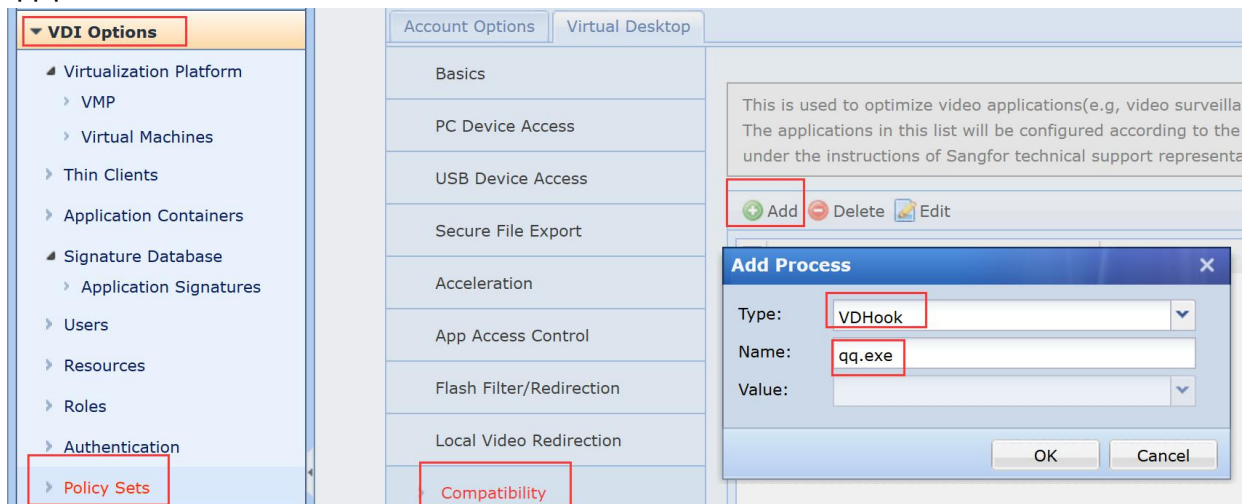 VDI Options
Virtualization Platform
VMP
Virtual Machines
Thin Clients
Application Containers
Signature Database
Application Signatures
Users
Resources
Roles
Authentication
Policy Sets
Account Options
Virtual Desktop
Basics
PC Device Access
USB Device Access
Secure File Export
Acceleration
App Access Control
Flash Filter/Redirection
Local Video Redirection
Compatibility
This is used to optimize video applications(e.g, video surveilla
The applications in this list will be configured according to the
under the instructions of Sangfor technical support representa
Add Delete Edit
Add Process
Type: VDHook
Name: qq.exe
Value:
OK Cancel